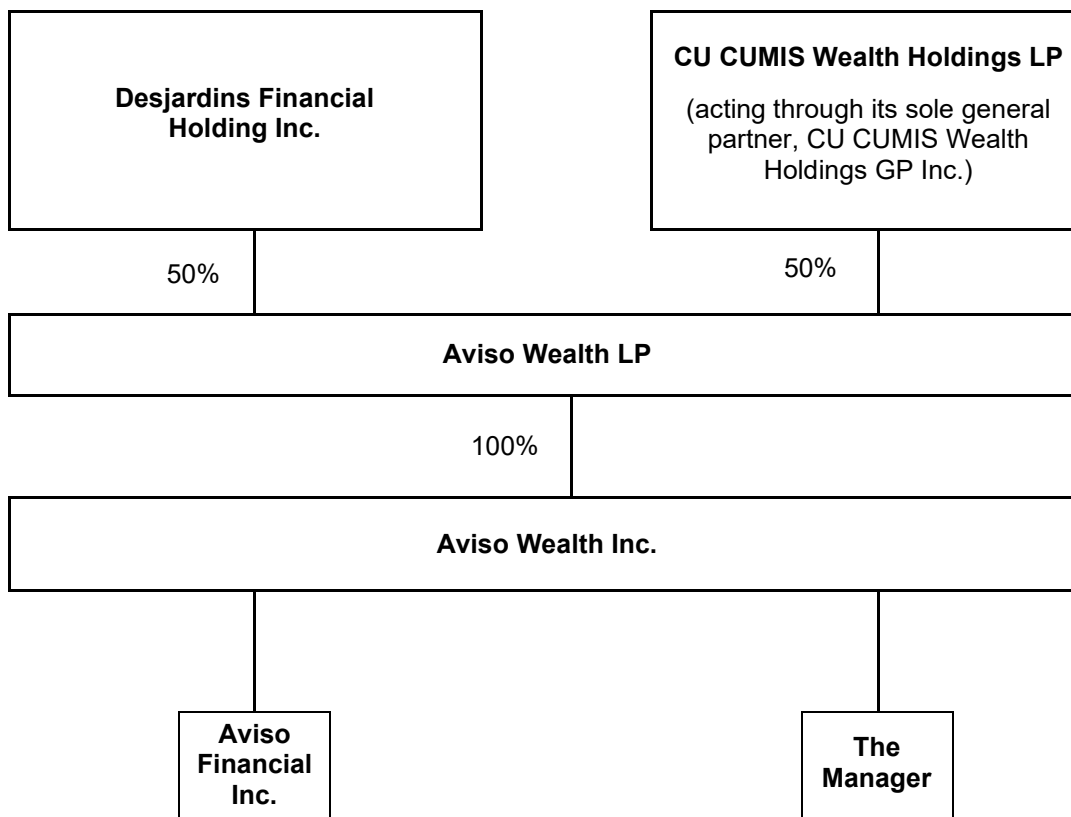 Desjardins Financial
Holding Inc.
CU CUMIS Wealth Holdings LP
(acting through its sole general
partner, CU CUMIS Wealth
Holdings GP Inc.)
50%
50%
Aviso Wealth LP
100%
Aviso Wealth Inc.
Aviso
Financial
Inc.
The
Manager